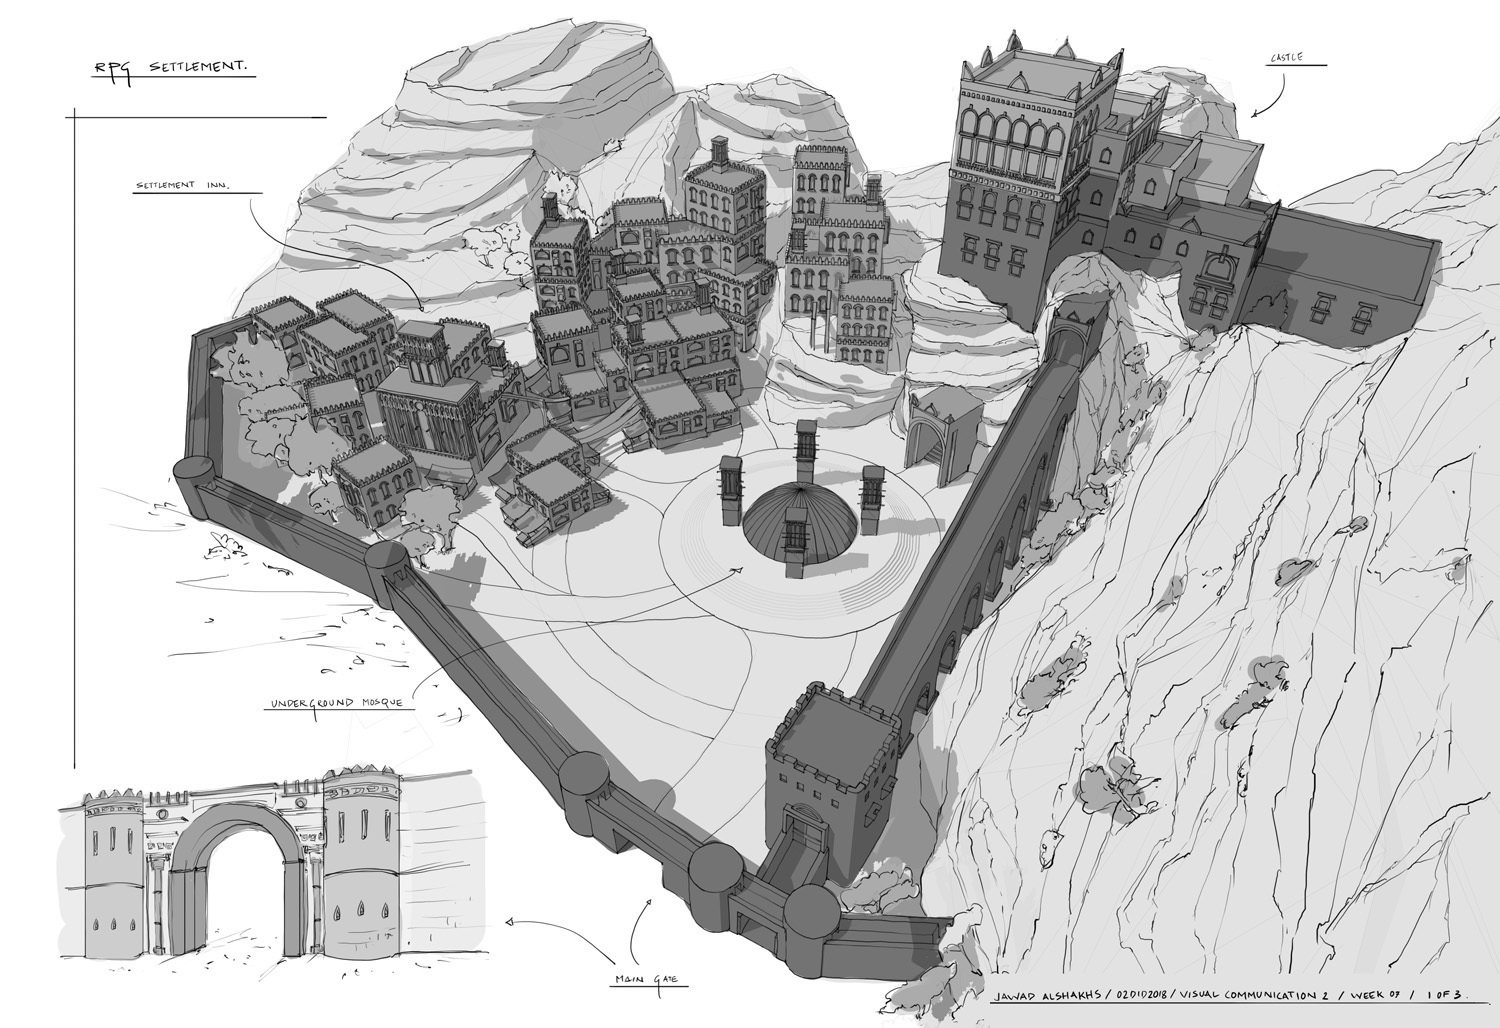 RPG SETTLEMENT.
CASTLE
SETTLEMENT INN.
UNDERGROUND MOSQUE
MAIN GATE
JAWAD ALSHAKHS / 02D1D2018 / VISUAL COMMUNICATION 2 / WEEK 07 / 1 OF 3.